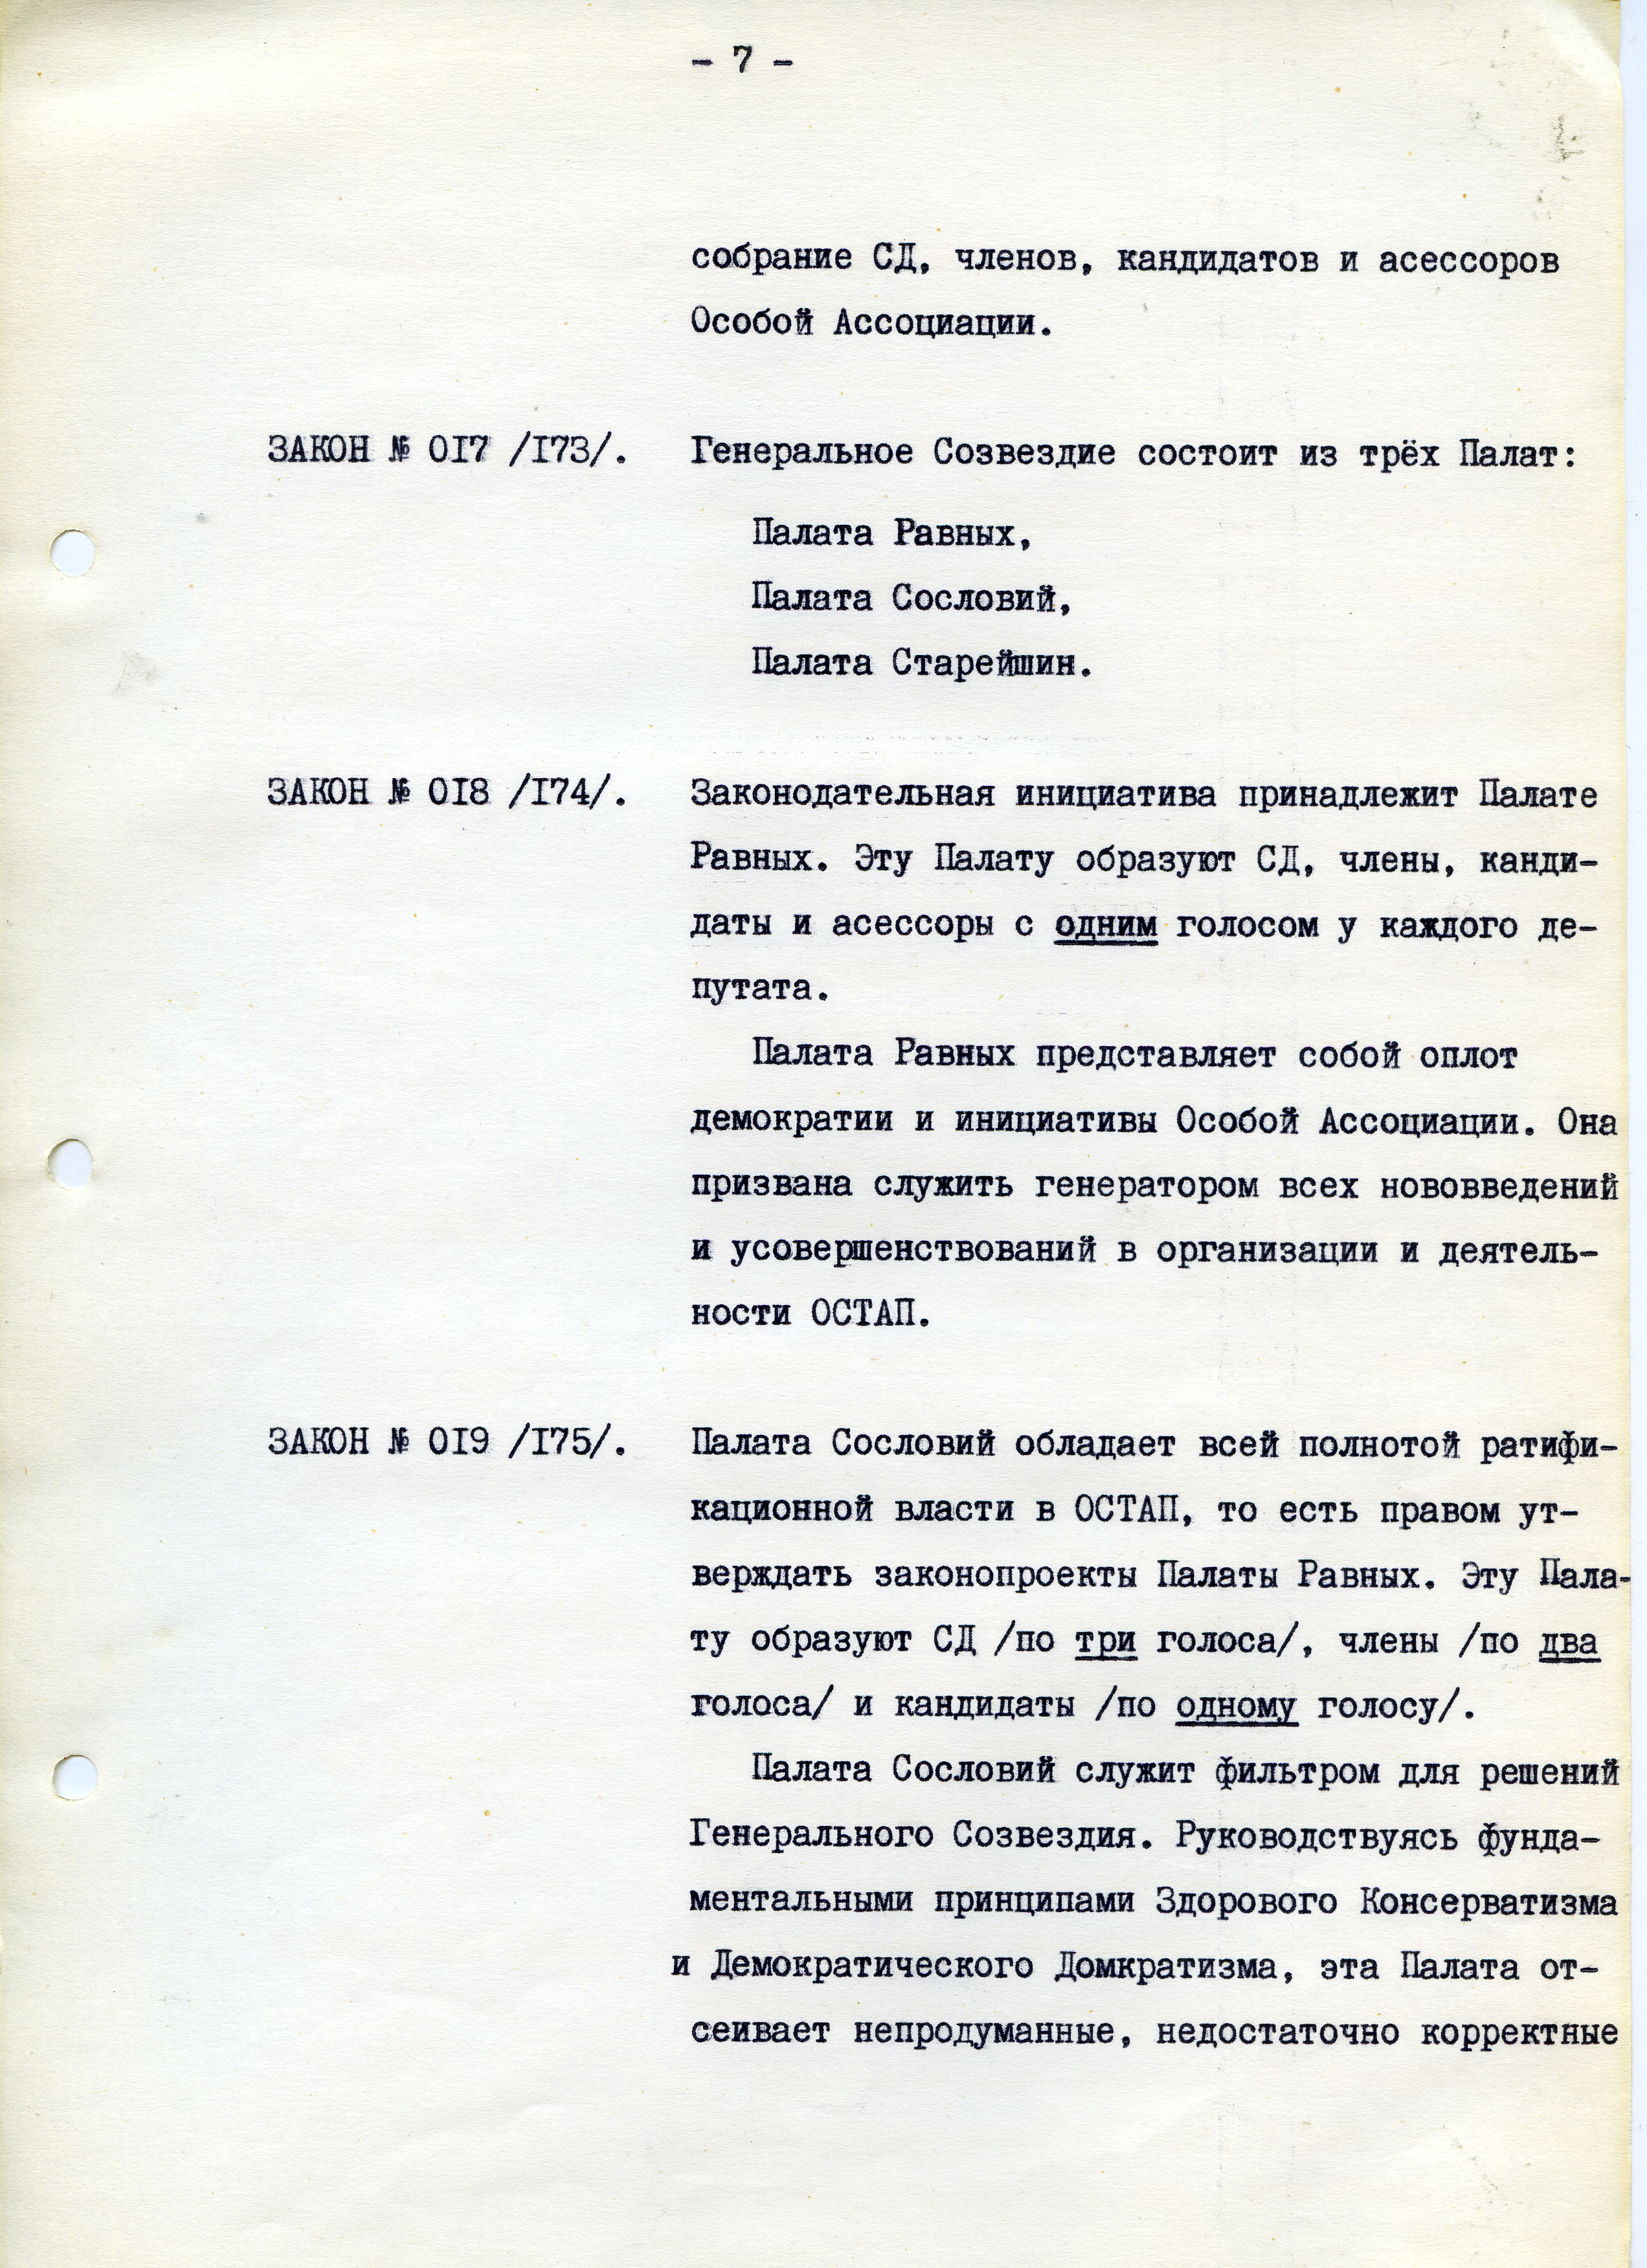 - 7 -
собрание СД, членов, кандидатов и асессоров
Особой Ассоциации.
ЗАКОН № 0I7 /I73/. Генеральное Созвездие состоит из трёх Палат:
Палата Равных,
Палата Сословий,
Палата Старейшин.
ЗАКОН № 0I8 /I74/. Законодательная инициатива принадлежит Палате
Равных. Эту Палату образуют СД, члены, канди-
даты и асессоры с одним голосом у каждого де-
путата.
Палата Равных представляет собой оплот
демократии и инициативы Особой Ассоциации. Она
призвана служить генератором всех нововведений
и усовершенствований в организации и деятель-
ности ОСТАП.
ЗАКОН № 0I9 /I75/. Палата Сословий обладает всей полнотой ратифи-
кационной власти в ОСТАП, то есть правом ут-
верждать законопроекты Палаты Равных. Эту Пала-
ту образуют СД /по три голоса/, члены /по два
голоса/ и кандидаты /по одному голосу/.
Палата Сословий служит фильтром для решений
Генерального Созвездия. Руководствуясь фунда-
ментальными принципами Здорового Консерватизма
и Демократического Домкратизма, эта Палата от-
сеивает непродуманные, недостаточно корректные